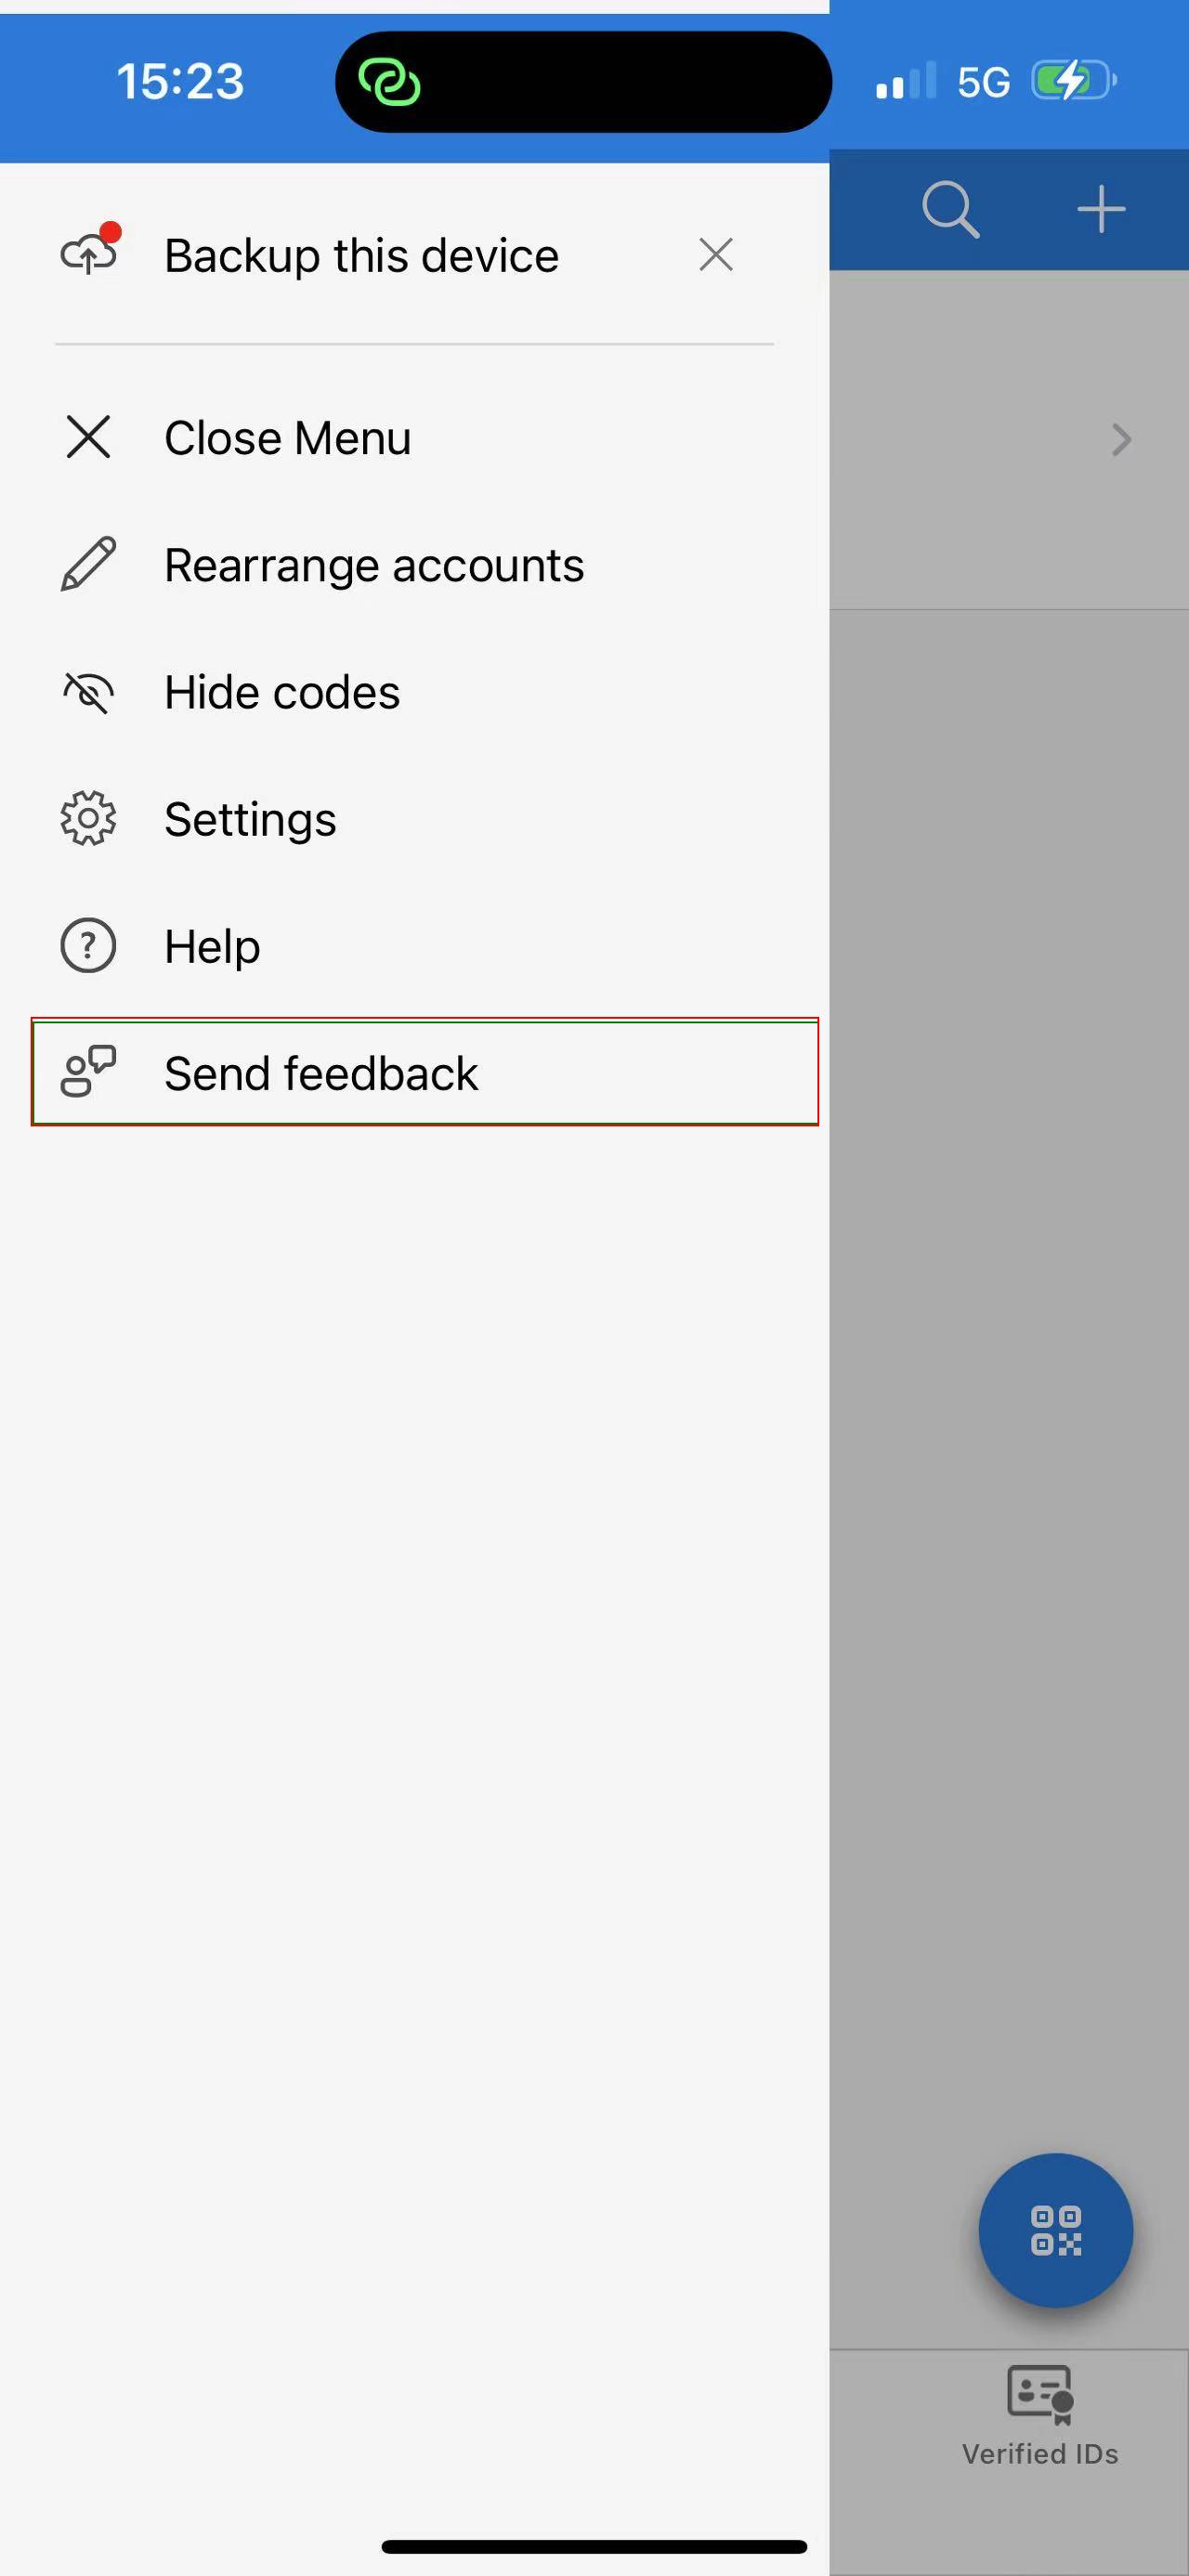 15:23
5G
Backup this device
Close Menu
Rearrange accounts
Hide codes
Settings
Help
Send feedback
Verified IDs